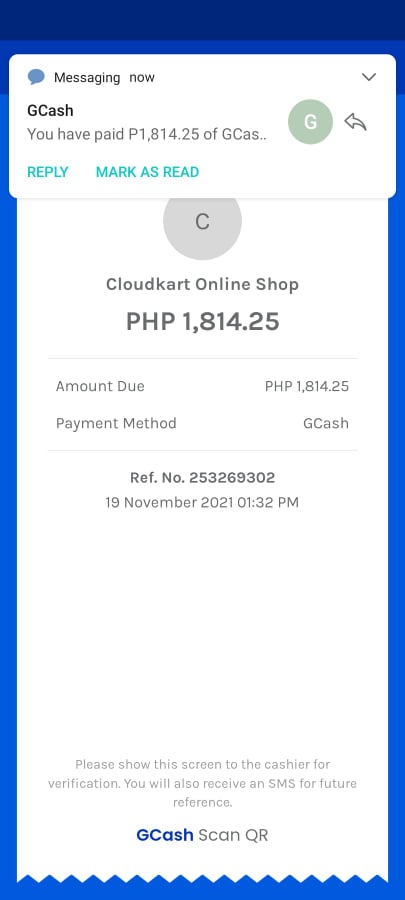 Messaging now
GCash
You have paid P1,814.25 of GCas..
G
REPLY MARK AS READ
C
Cloudkart Online Shop
PHP 1,814.25
Amount Due PHP 1,814.25
Payment Method GCash
Ref. No. 253269302
19 November 2021 01:32 PM
Please show this screen to the cashier for
verification. You will also receive an SMS for future
reference.
GCash Scan QR